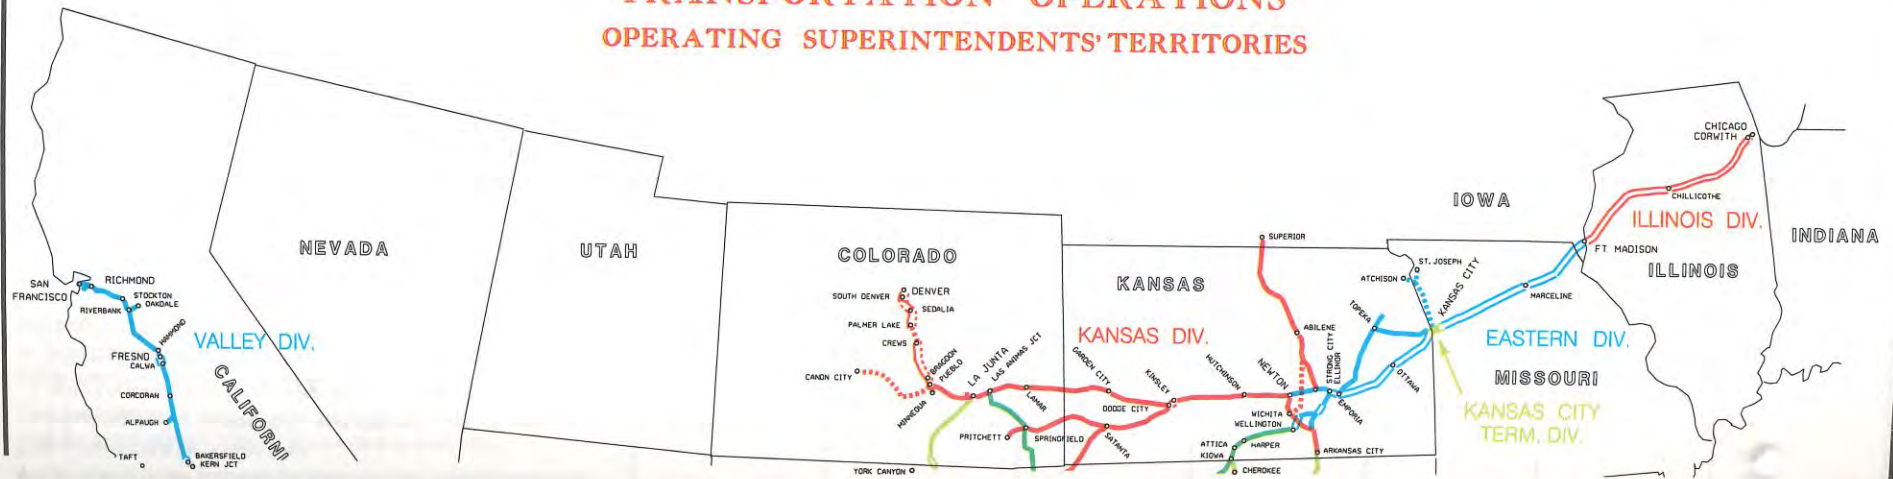 TRANSPORTATION OPERATIONS
OPERATING SUPERINTENDENTS' TERRITORIES
NEVADA
UTAH
COLORADO
KANSAS
IOWA
ILLINOIS
INDIANA
MISSOURI
CALIFORNI
VALLEY DIV.
KANSAS DIV.
EASTERN DIV.
ILLINOIS DIV.
KANSAS CITY
TERM. DIV.
SAN
FRANCISCO
RICHMOND
STOCKTON
OAKDALE
RIVERBANK
HAMMOND
FRESNO
CALWA
CORCORAN
ALPAUGH
TAFT
BAKERSFIELD
KERN JCT
DENVER
SOUTH DENVER
SEDALIA
PALMER LAKE
CREWS
BRAGDON
PUEBLO
CANON CITY
MINNEQUA
LA JUNTA
LAS ANIMAS JCT
LAMAR
PRITCHETT
SPRINGFIELD
YORK CANYON
GARDEN CITY
KINSLEY
DODGE CITY
SATANTA
HUTCHINSON
NEWTON
WICHITA
WELLINGTON
ATTICA
HARPER
KIOWA
CHEROKEE
SUPERIOR
ABILENE
STRONG CITY
ELLINOR
EMPORIA
ARKANSAS CITY
TOPEKA
OTTAWA
ATCHISON
ST. JOSEPH
KANSAS CITY
MARCELINE
FT MADISON
CHILLICOTHE
CHICAGO
CORWITH